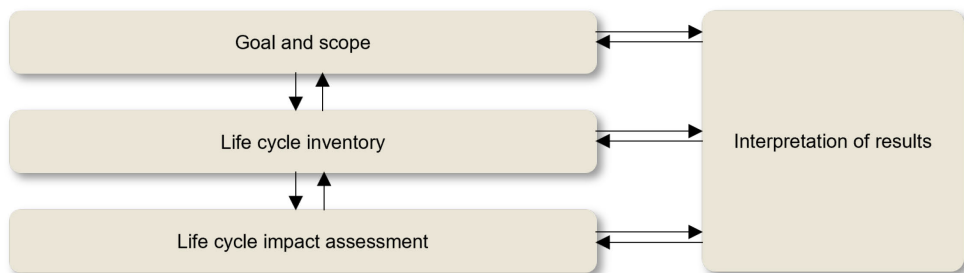 Goal and scope
Life cycle inventory
Interpretation of results
Life cycle impact assessment